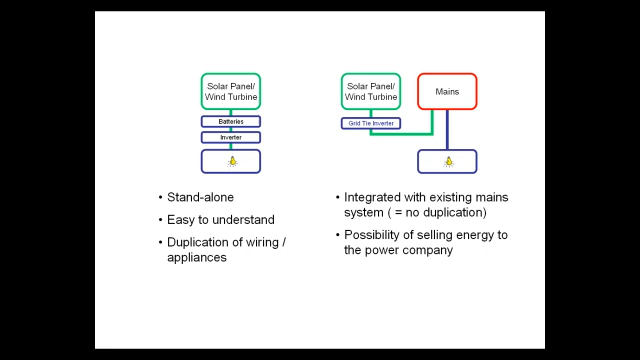 Solar Panel/
Wind Turbine
Batteries
Inverter
• Stand-alone
• Easy to understand
• Duplication of wiring /
appliances
Solar Panel/
Wind Turbine
Mains
Grid Tie Inverter
• Integrated with existing mains
system ( = no duplication)
• Possibility of selling energy to
the power company